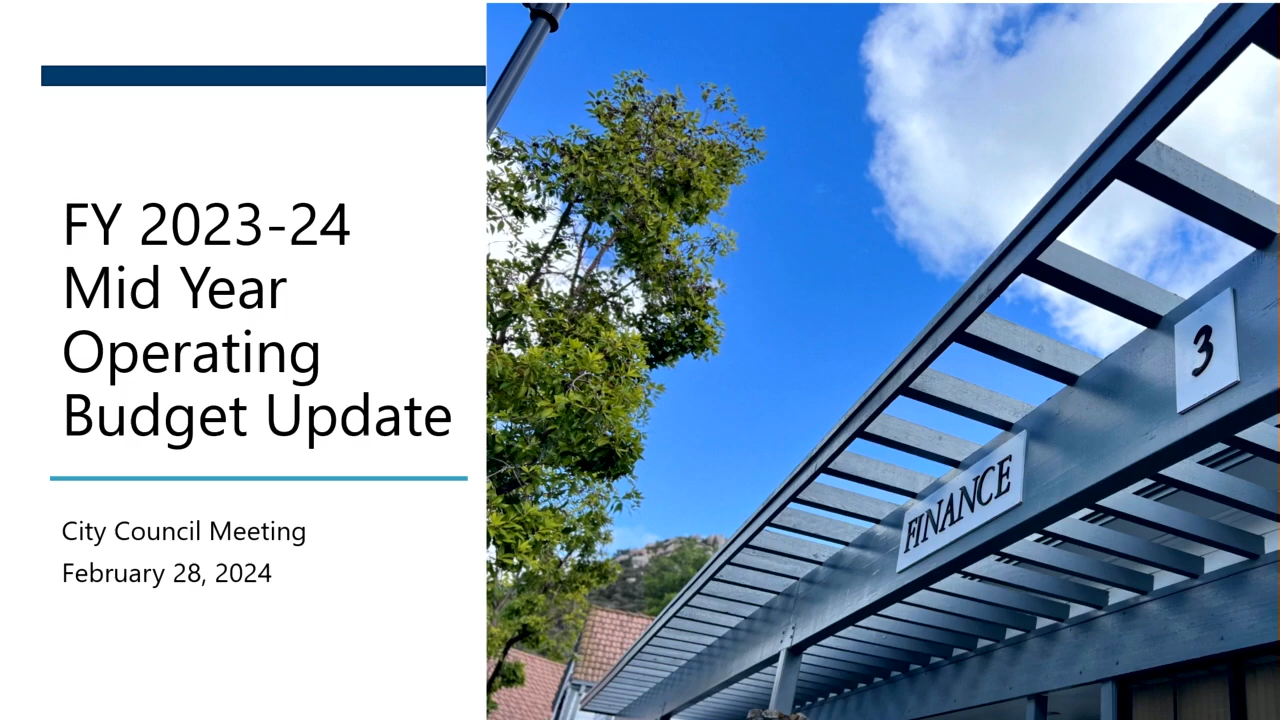 FY 2023-24
Mid Year
Operating
Budget Update
City Council Meeting
February 28, 2024
FINANCE
3